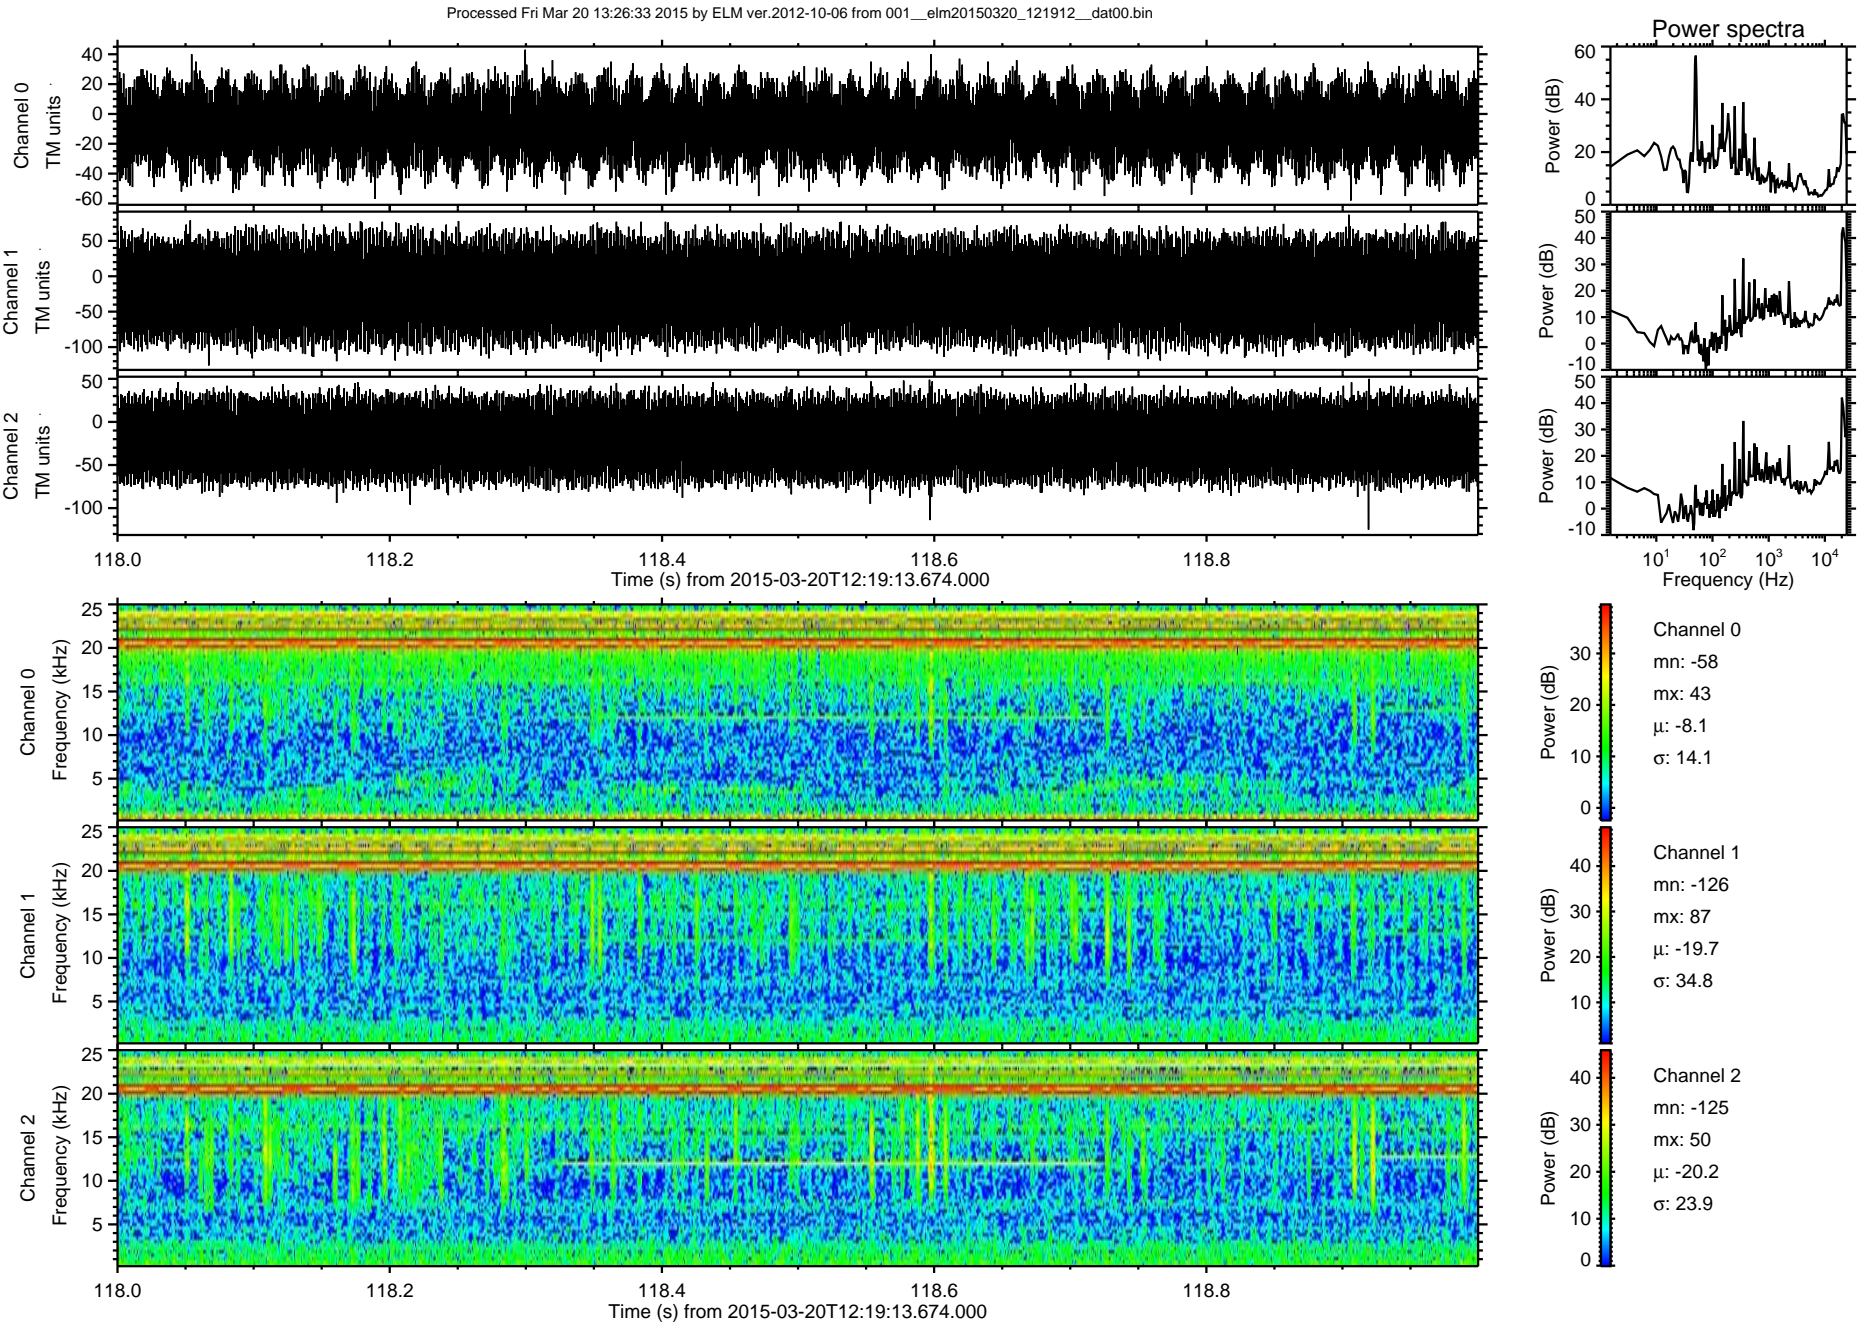 Processed Fri Mar 20 13:26:33 2015 by ELM ver.2012-10-06 from 001__elm20150320_121912__dat00.bin
Power spectra
Channel 0
TM units
40
20
0
-20
-40
-60
Power (dB)
60
40
20
0
Channel 1
TM units
50
0
-50
-100
Power (dB)
50
40
30
20
10
0
-10
Channel 2
TM units
50
0
-50
-100
Power (dB)
50
40
30
20
10
0
-10
118.0 118.2 118.4 118.6 118.8
Time (s) from 2015-03-20T12:19:13.674.000
10^1 10^2 10^3 10^4
Frequency (Hz)
Channel 0
Frequency (kHz)
25
20
15
10
5
Power (dB)
30
20
10
0
Channel 0
mn: -58
mx: 43
μ: -8.1
σ: 14.1
Channel 1
Frequency (kHz)
25
20
15
10
5
Power (dB)
40
30
20
10
Channel 1
mn: -126
mx: 87
μ: -19.7
σ: 34.8
Channel 2
Frequency (kHz)
25
20
15
10
5
Power (dB)
40
30
20
10
0
Channel 2
mn: -125
mx: 50
μ: -20.2
σ: 23.9
118.0 118.2 118.4 118.6 118.8
Time (s) from 2015-03-20T12:19:13.674.000